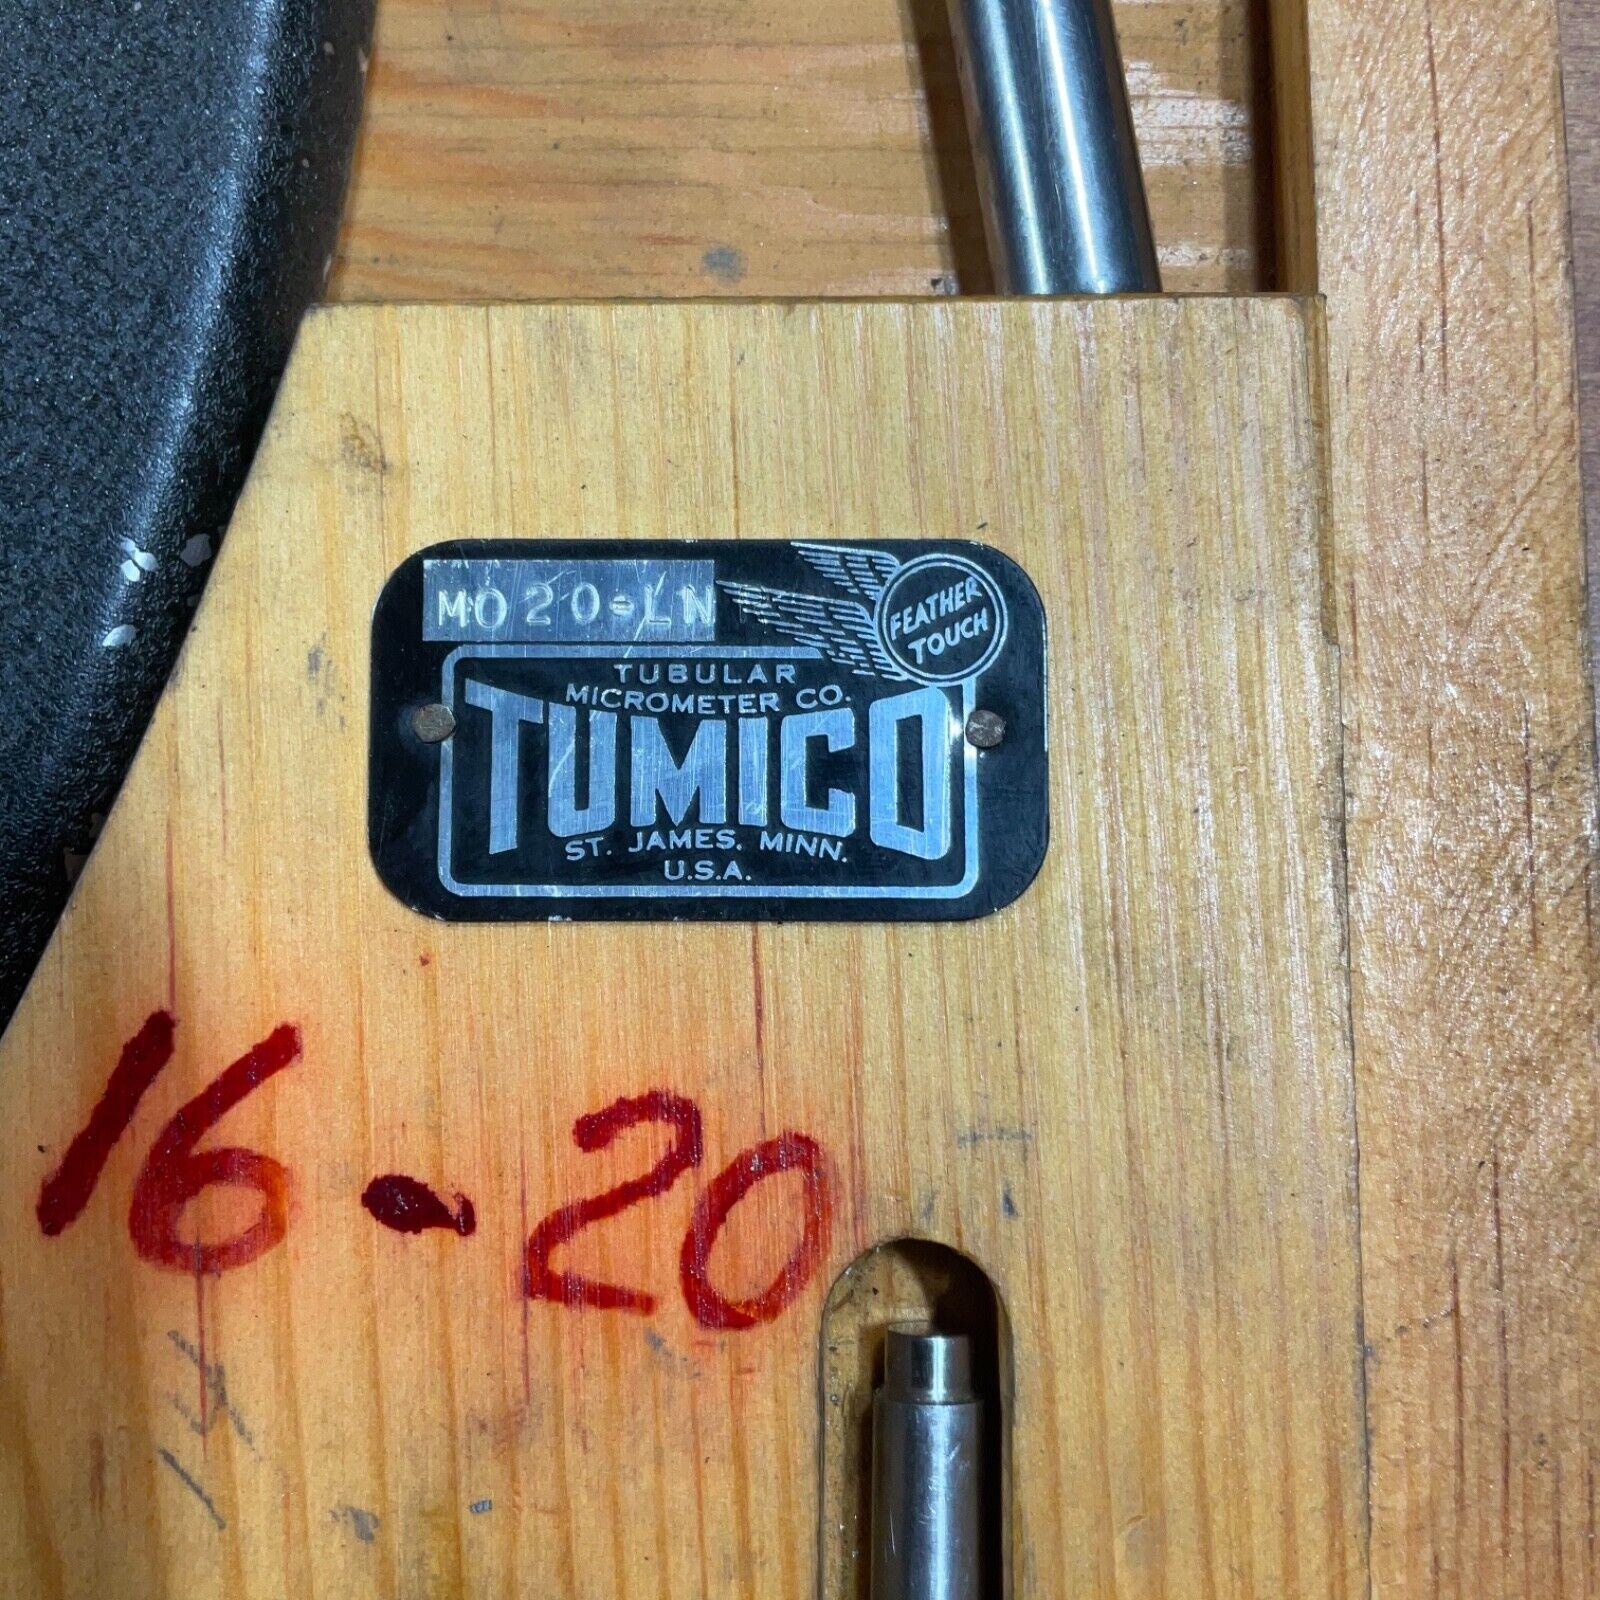 MO20-LN
FEATHER
TOUCH
TUBULAR
MICROMETER CO.
TUMICO
ST. JAMES, MINN.
U.S.A.
16-20